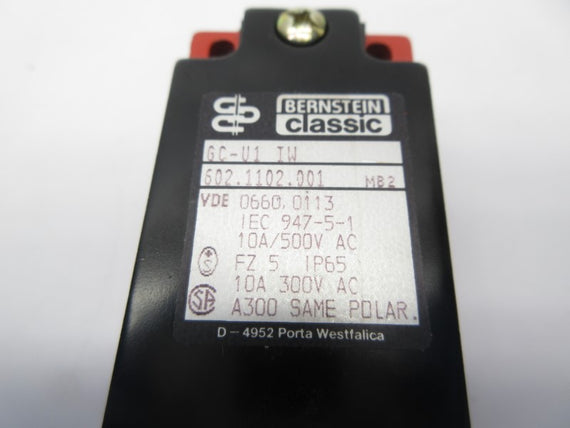 BERNSTEIN
classic
GC-U1 IW
602.1102.001 MB2
VDE 0660, 0113
IEC 947-5-1
10A/500V AC
FZ 5 IP65
10A 300V AC
A300 SAME POLAR.
D - 4952 Porta Westfalica